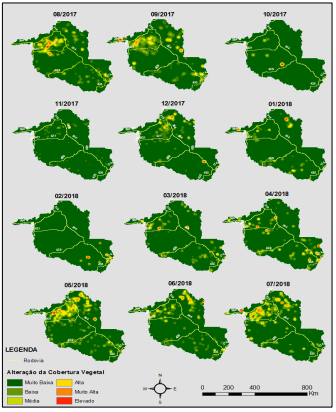 08/2017
09/2017
10/2017
11/2017
12/2017
01/2018
02/2018
03/2018
04/2018
05/2018
06/2018
07/2018
LEGENDA
Rodovia
Alteração da Cobertura Vegetal
Muito Baixa
Alta
Baixa
Muito Alta
Média
Elevado
N
W
E
S
0
200
400
800
Km